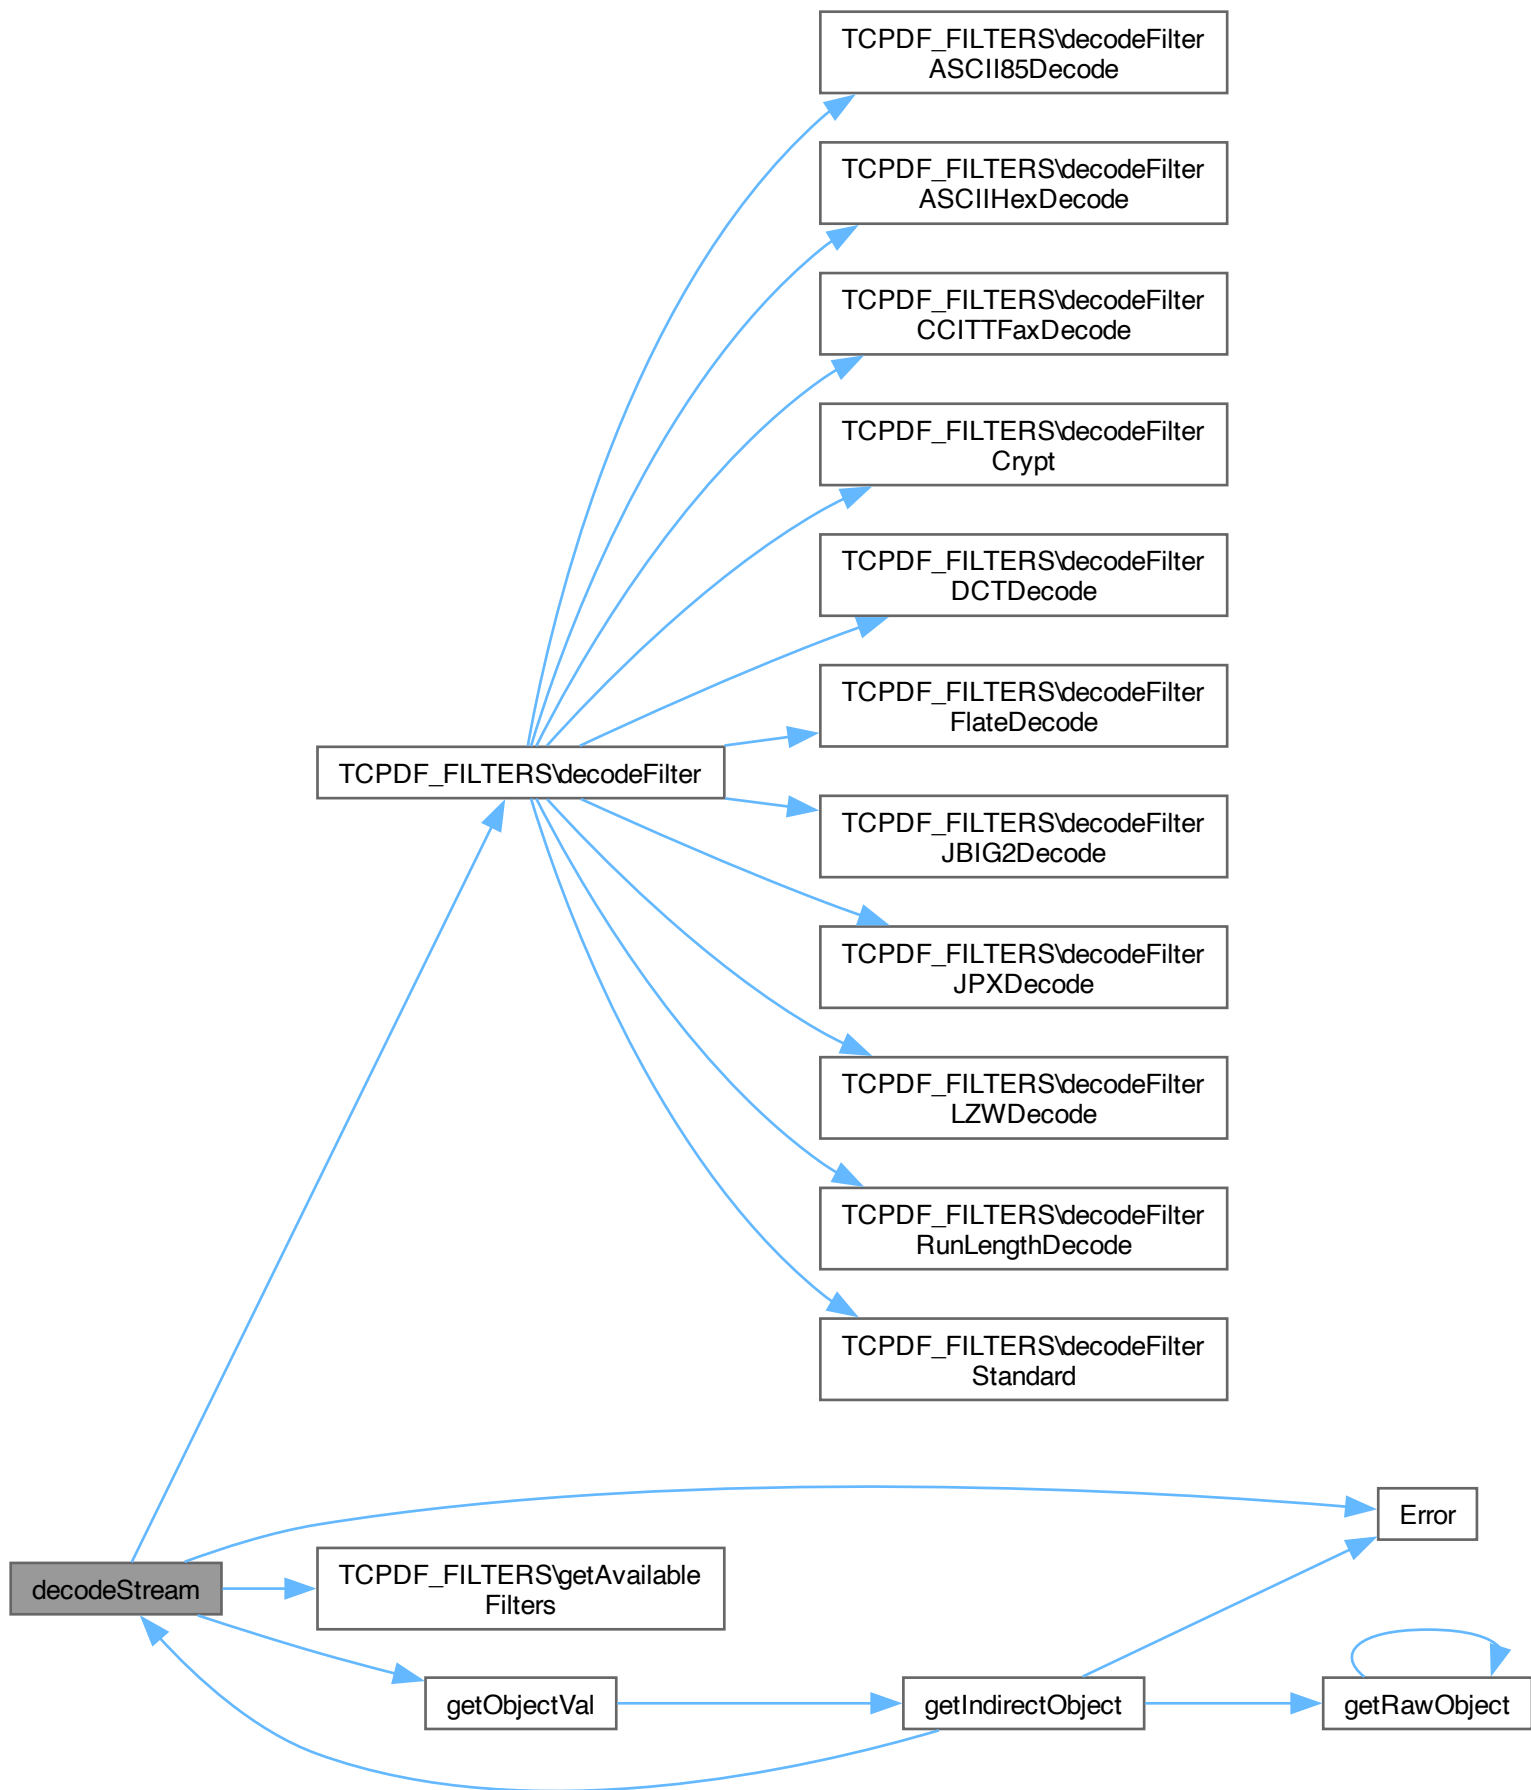 TCPDF_FILTERS\decodeFilter
ASCII85Decode
TCPDF_FILTERS\decodeFilter
ASCIIHexDecode
TCPDF_FILTERS\decodeFilter
CCITTFaxDecode
TCPDF_FILTERS\decodeFilter
Crypt
TCPDF_FILTERS\decodeFilter
DCTDecode
TCPDF_FILTERS\decodeFilter
FlateDecode
TCPDF_FILTERS\decodeFilter
TCPDF_FILTERS\decodeFilter
JBIG2Decode
TCPDF_FILTERS\decodeFilter
JPXDecode
TCPDF_FILTERS\decodeFilter
LZWDecode
TCPDF_FILTERS\decodeFilter
RunLengthDecode
TCPDF_FILTERS\decodeFilter
Standard
Error
decodeStream
TCPDF_FILTERS\getAvailable
Filters
getObjectVal
getIndirectObject
getRawObject